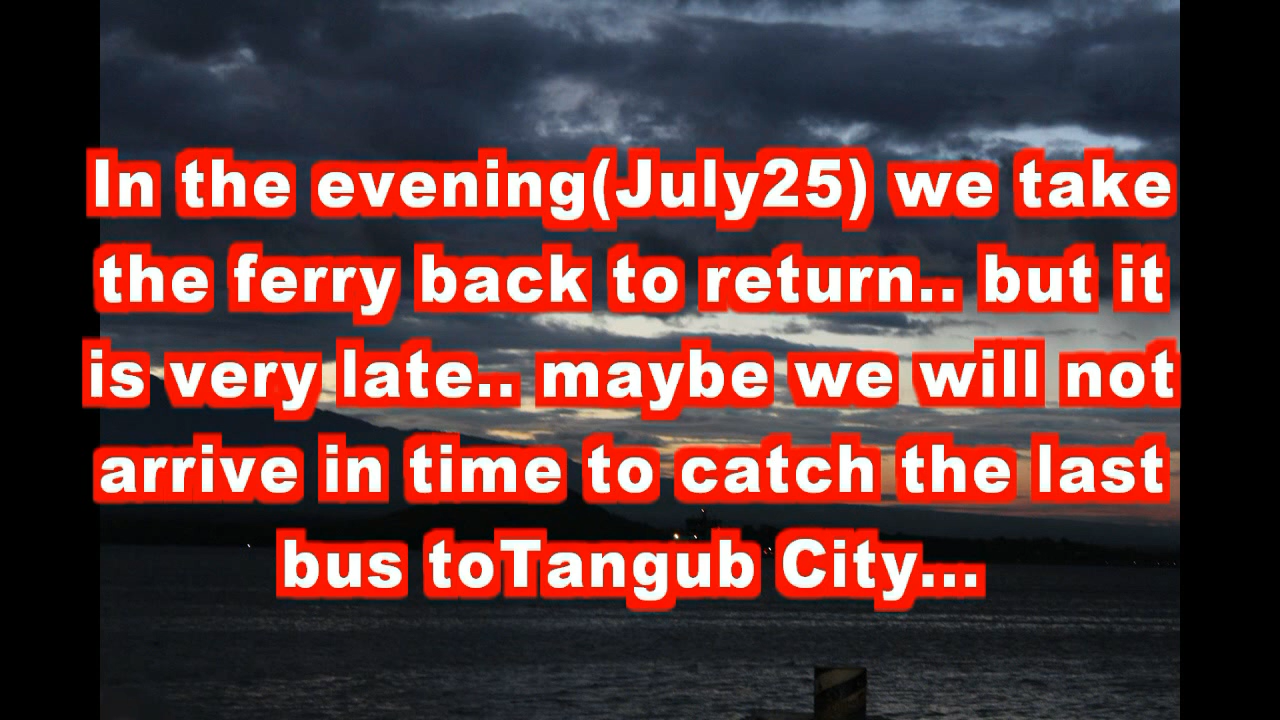 In the evening(July25) we take
the ferry back to return.. but it
is very late.. maybe we will not
arrive in time to catch the last
bus toTangub City...